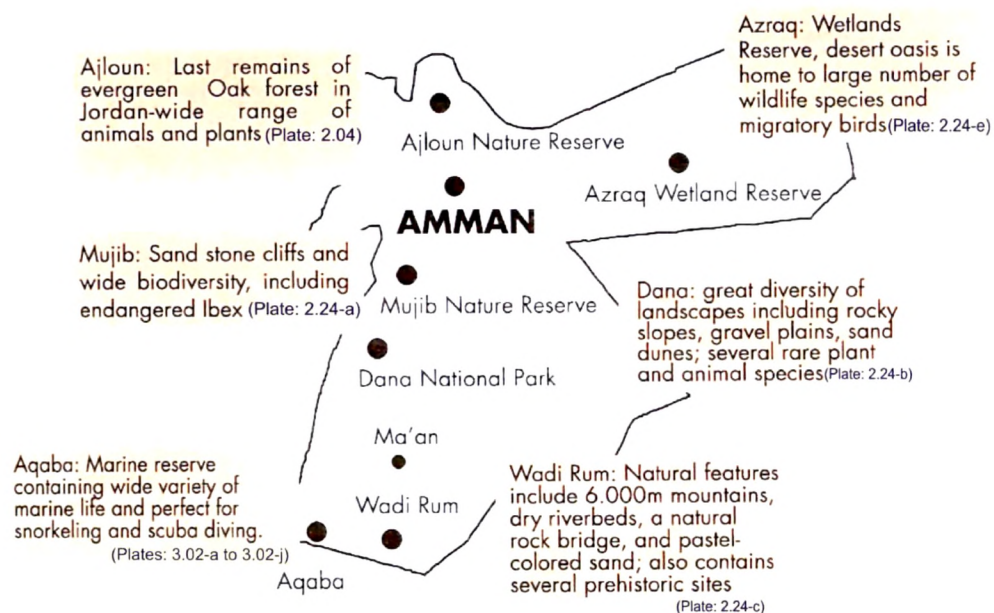 Ajloun: Last remains of
evergreen Oak forest in
Jordan-wide range of
animals and plants (Plate: 2.04)
Azraq: Wetlands
Reserve, desert oasis is
home to large number of
wildlife species and
migratory birds(Plate: 2.24-e)
Ajloun Nature Reserve
Azraq Wetland Reserve
AMMAN
Mujib: Sand stone cliffs and
wide biodiversity, including
endangered Ibex (Plate: 2.24-a)
Mujib Nature Reserve
Dana: great diversity of
landscapes including rocky
slopes, gravel plains, sand
dunes; several rare plant
and animal species(Plate: 2.24-b)
Dana National Park
Ma'an
Aqaba: Marine reserve
containing wide variety of
marine life and perfect for
snorkeling and scuba diving.
(Plates: 3.02-a to 3.02-j)
Wadi Rum
Aqaba
Wadi Rum: Natural features
include 6.000m mountains,
dry riverbeds, a natural
rock bridge, and pastel-
colored sand; also contains
several prehistoric sites
(Plate: 2.24-c)